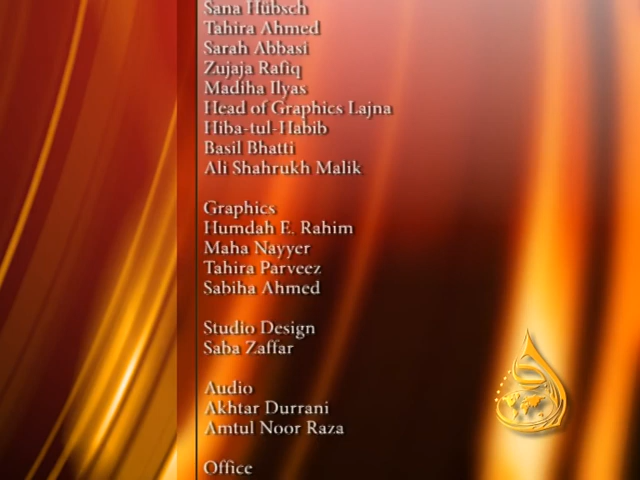 Sana Hübsch
Tahira Ahmed
Sarah Abbasi
Zujaja Rafiq
Madiha Ilyas
Head of Graphics Lajna
Hiba-tul-Habib
Basil Bhatti
Ali Shahrukh Malik
Graphics
Humdah E. Rahim
Maha Nayyer
Tahira Parveez
Sabiha Ahmed
Studio Design
Saba Zaffar
Audio
Akhtar Durrani
Amtul Noor Raza
Office